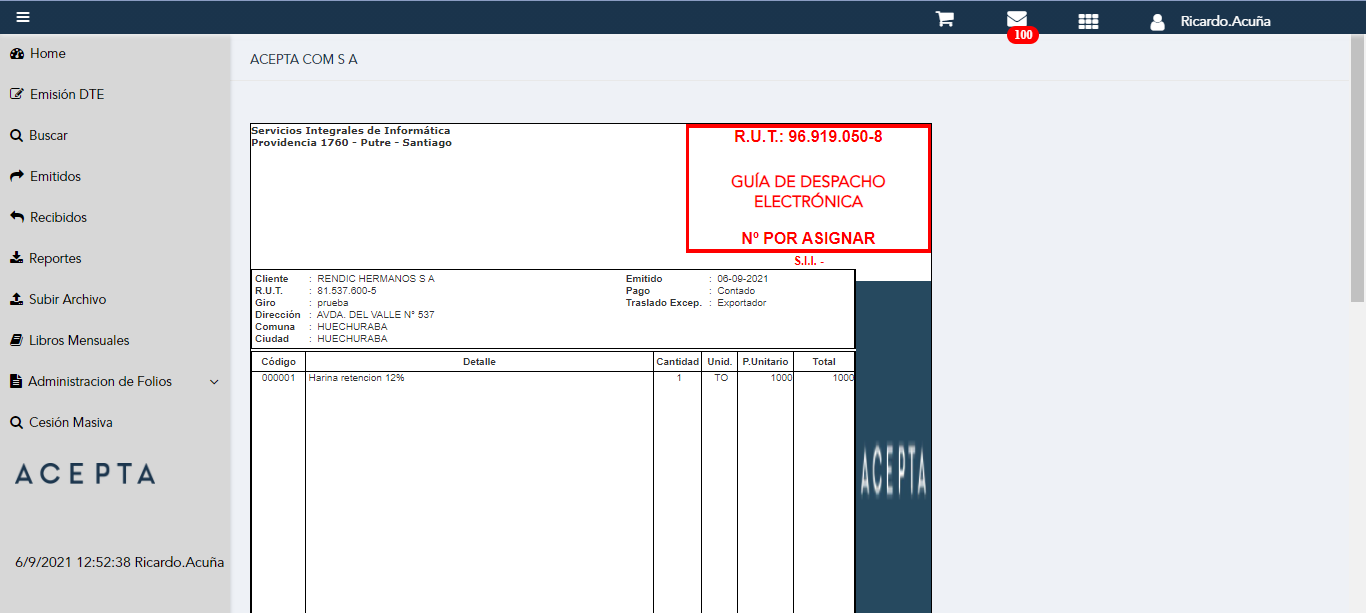 Ricardo.Acuña
100
Home
Emisión DTE
Buscar
Emitidos
Recibidos
Reportes
Subir Archivo
Libros Mensuales
Administracion de Folios
Cesión Masiva
ACEPTA
6/9/2021 12:52:38 Ricardo.Acuña
ACEPTA COM S A
Servicios Integrales de Informática
Providencia 1760 - Putre - Santiago
R.U.T.: 96.919.050-8
GUÍA DE DESPACHO
ELECTRÓNICA
Nº POR ASIGNAR
S.I.I. -
Cliente : RENDIC HERMANOS S A Emitido : 06-09-2021
R.U.T. : 81.537.600-5 Pago : Contado
Giro : prueba Traslado Excep. : Exportador
Dirección : AVDA. DEL VALLE N° 537
Comuna : HUECHURABA
Ciudad : HUECHURABA
Código Detalle Cantidad Unid. P.Unitario Total
000001 Harina retencion 12% 1 TO 1000 1000
ACEPTA